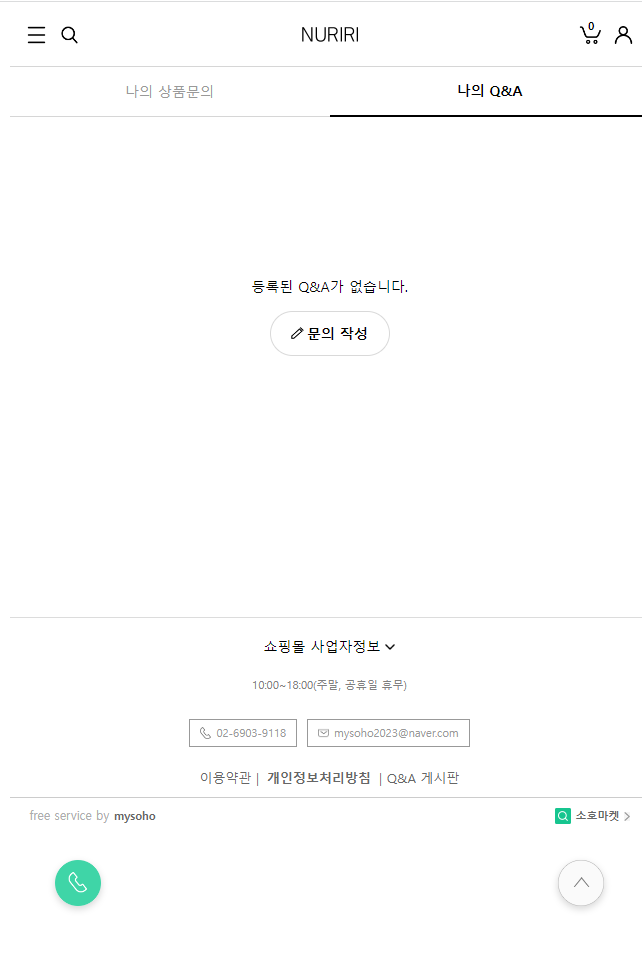 NURIRI
0
나의 상품문의
나의 Q&A
등록된 Q&A가 없습니다.
문의 작성
쇼핑몰 사업자정보
10:00~18:00(주말, 공휴일 휴무)
02-6903-9118
mysoho2023@naver.com
이용약관 | 개인정보처리방침 | Q&A 게시판
free service by mysoho
소호마켓